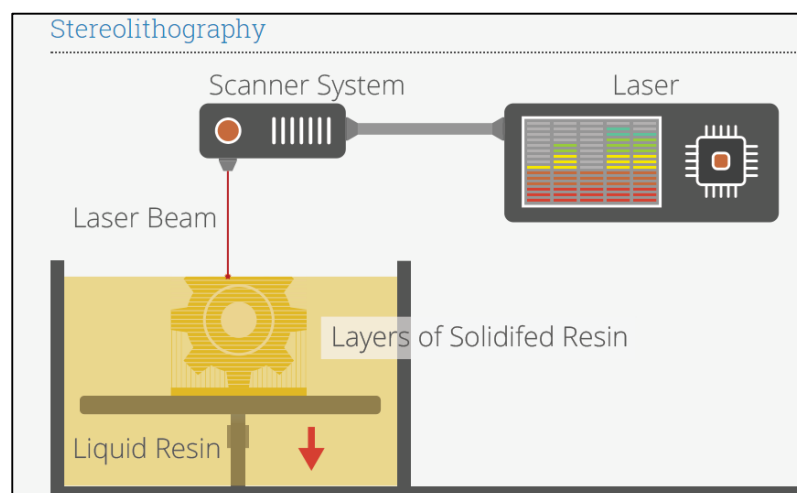 Stereolithography
Scanner System
Laser
Laser Beam
Layers of Solidifed Resin
Liquid Resin